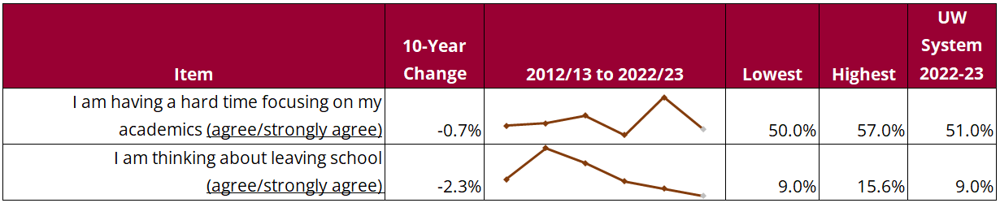 Item 10-Year Change 2012/13 to 2022/23 Lowest Highest UW System 2022-23
I am having a hard time focusing on my
academics (agree/strongly agree) -0.7% 50.0% 57.0% 51.0%
I am thinking about leaving school
(agree/strongly agree) -2.3% 9.0% 15.6% 9.0%